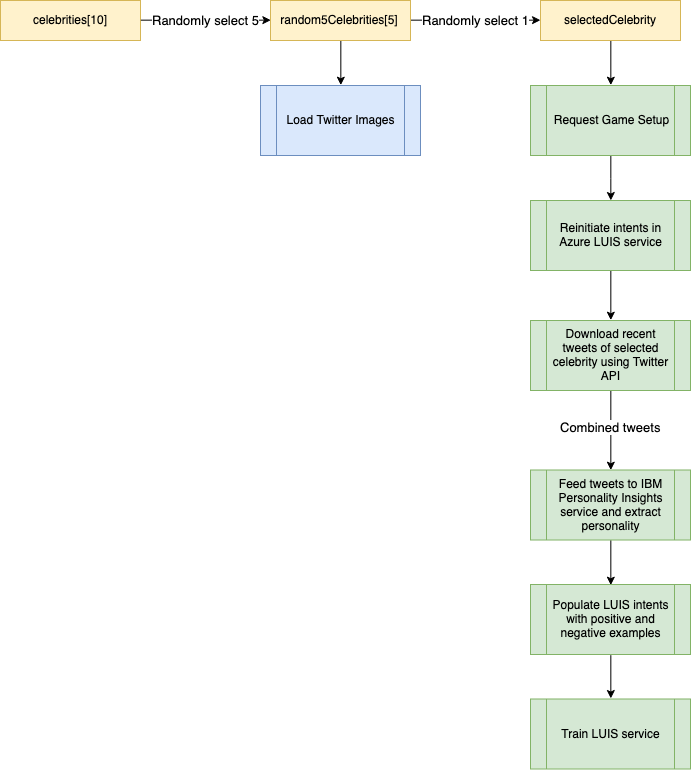 celebrities[10]
Randomly select 5
random5Celebrities[5]
Randomly select 1
selectedCelebrity
Load Twitter Images
Request Game Setup
Reinitiate intents in
Azure LUIS service
Download recent
tweets of selected
celebrity using Twitter
API
Combined tweets
Feed tweets to IBM
Personality Insights
service and extract
personality
Populate LUIS intents
with positive and
negative examples
Train LUIS service